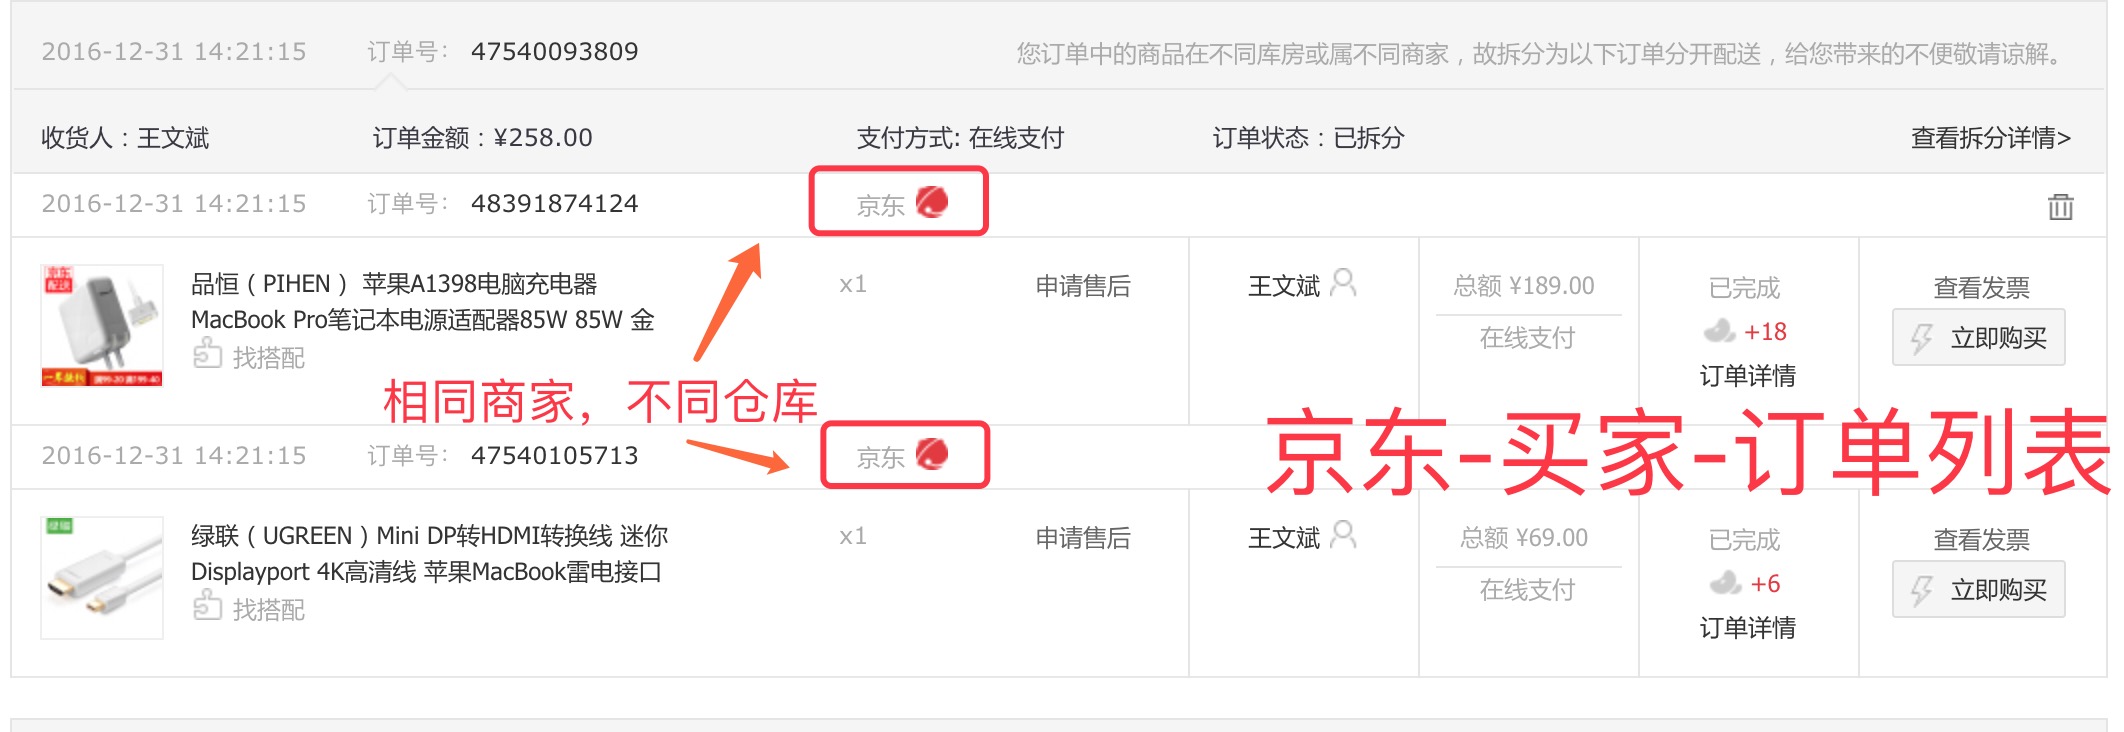 2016-12-31 14:21:15 订单号： 47540093809 您订单中的商品在不同库房或属不同商家，故拆分为以下订单分开配送，给您带来的不便敬请谅解。
收货人：王文斌 订单金额：¥258.00 支付方式: 在线支付 订单状态：已拆分 查看拆分详情>
2016-12-31 14:21:15 订单号： 48391874124 京东
京东
配送
品恒（PIHEN） 苹果A1398电脑充电器 x1 申请售后 王文斌 总额 ¥189.00 已完成 查看发票
MacBook Pro笔记本电源适配器85W 85W 金 在线支付 +18 立即购买
找搭配 订单详情
相同商家，不同仓库
2016-12-31 14:21:15 订单号： 47540105713 京东
京东-买家-订单列表
绿联（UGREEN）Mini DP转HDMI转换线 迷你 x1 申请售后 王文斌 总额 ¥69.00 已完成 查看发票
Displayport 4K高清线 苹果MacBook雷电接口 在线支付 +6 立即购买
找搭配 订单详情